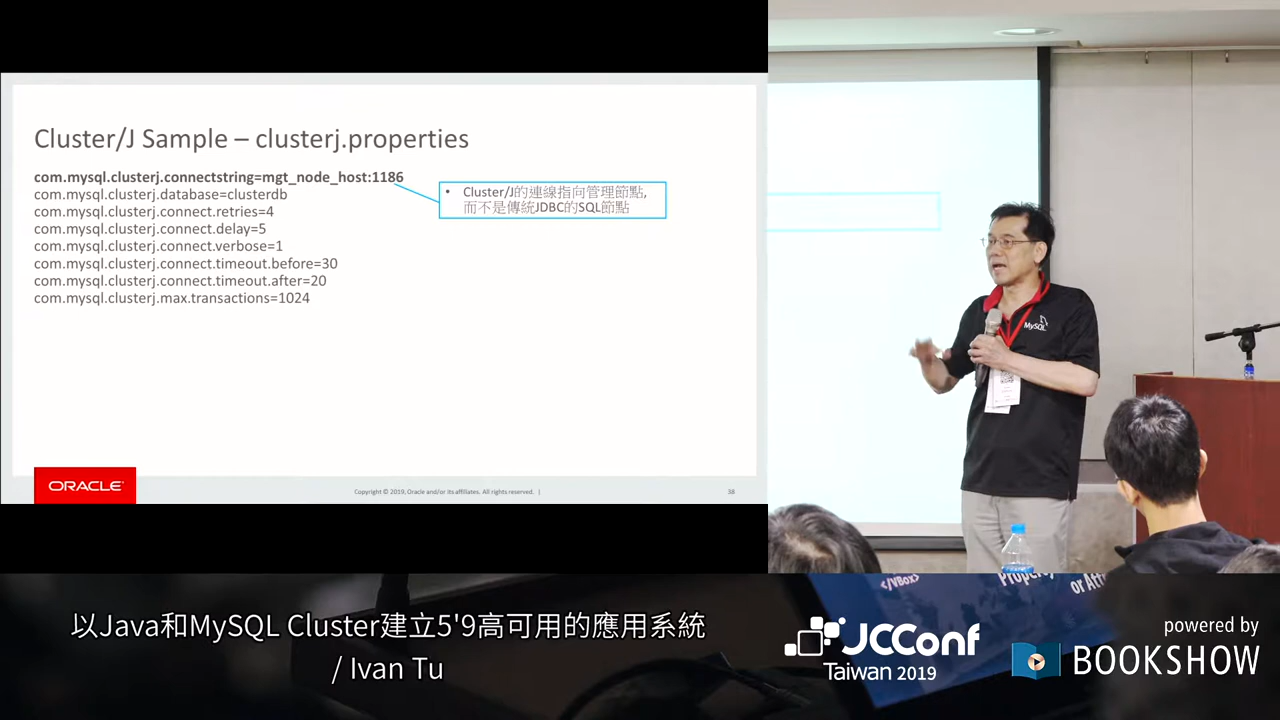 Cluster/J Sample – clusterj.properties
com.mysql.clusterj.connectstring=mgt_node_host:1186
com.mysql.clusterj.database=clusterdb
com.mysql.clusterj.connect.retries=4
com.mysql.clusterj.connect.delay=5
com.mysql.clusterj.connect.verbose=1
com.mysql.clusterj.connect.timeout.before=30
com.mysql.clusterj.connect.timeout.after=20
com.mysql.clusterj.max.transactions=1024
• Cluster/J的連線指向管理節點,
而不是傳統JDBC的SQL節點
ORACLE
Copyright © 2019, Oracle and/or its affiliates. All rights reserved. |
38
MySQL
</VBox>
Property
以Java和MySQL Cluster建立5'9高可用的應用系統
/ Ivan Tu
JCConf
Taiwan 2019
powered by
BOOKSHOW